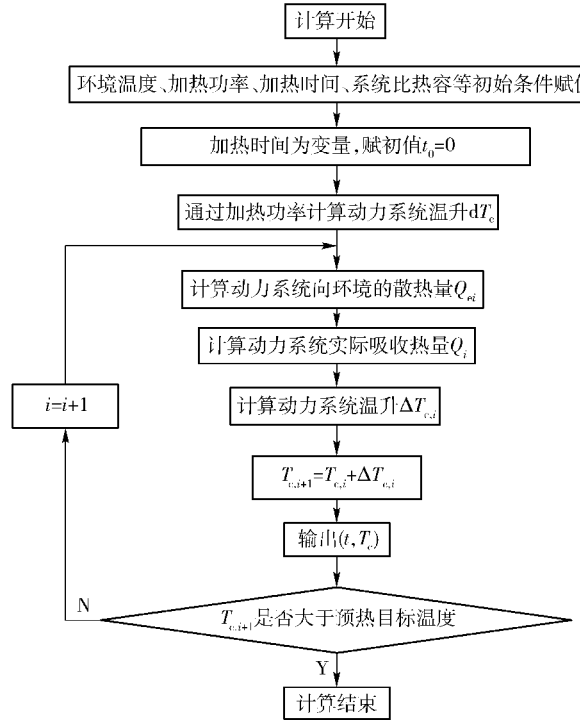 计算开始
环境温度、加热功率、加热时间、系统比热容等初始条件赋值
加热时间为变量,赋初值t₀=0
通过加热功率计算动力系统温升dTc
计算动力系统向环境的散热量Qei
计算动力系统实际吸收热量Qi
i=i+1
计算动力系统温升ΔTc,i
Tc,i+1=Tc,i+ΔTc,i
输出(t,Tc)
N
Tc,i+1是否大于预热目标温度
Y
计算结束